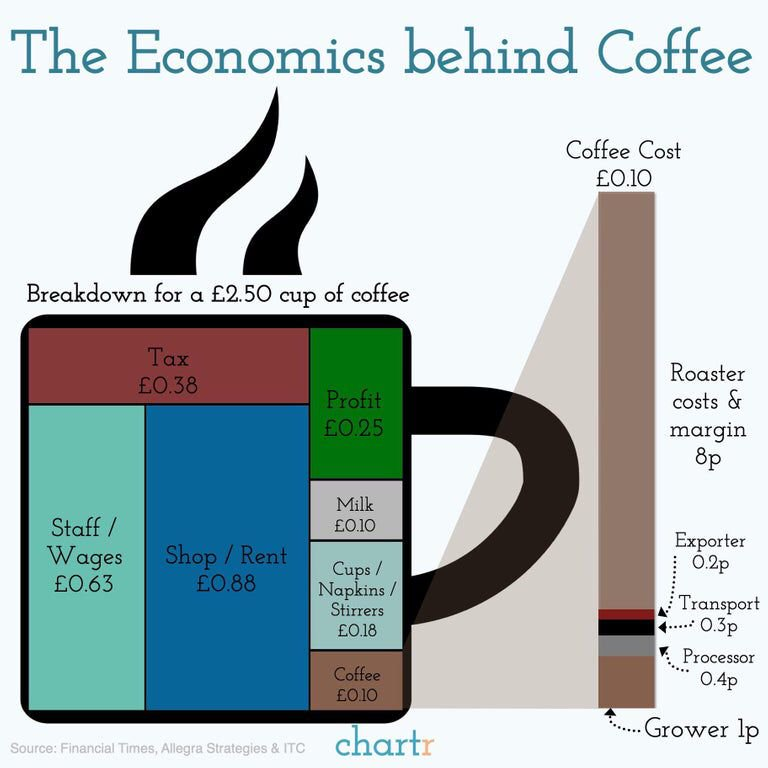 The Economics behind Coffee
Coffee Cost
£0.10
Breakdown for a £2.50 cup of coffee
Tax
£0.38
Profit
£0.25
Staff /
Wages
£0.63
Shop / Rent
£0.88
Milk
£0.10
Cups /
Napkins /
Stirrers
£0.18
Coffee
£0.10
Roaster
costs &
margin
8p
Exporter
0.2p
Transport
0.3p
Processor
0.4p
Grower 1p
Source: Financial Times, Allegra Strategies & ITC
chartr